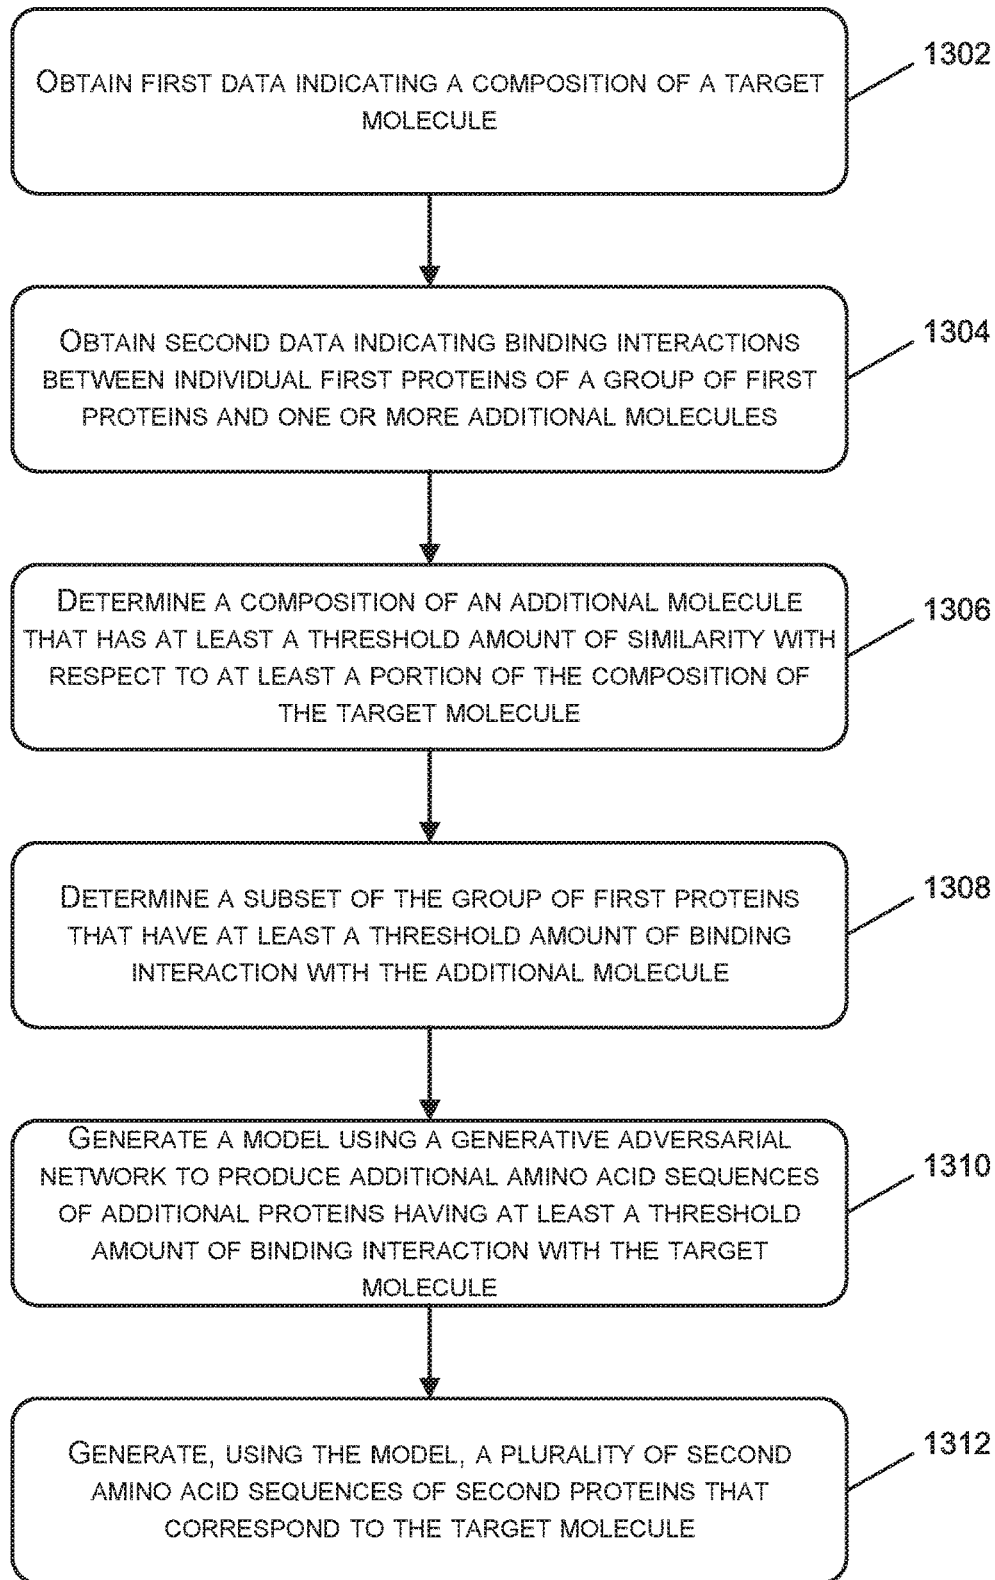 OBTAIN FIRST DATA INDICATING A COMPOSITION OF A TARGET
MOLECULE
1302
OBTAIN SECOND DATA INDICATING BINDING INTERACTIONS
BETWEEN INDIVIDUAL FIRST PROTEINS OF A GROUP OF FIRST
PROTEINS AND ONE OR MORE ADDITIONAL MOLECULES
1304
DETERMINE A COMPOSITION OF AN ADDITIONAL MOLECULE
THAT HAS AT LEAST A THRESHOLD AMOUNT OF SIMILARITY WITH
RESPECT TO AT LEAST A PORTION OF THE COMPOSITION OF
THE TARGET MOLECULE
1306
DETERMINE A SUBSET OF THE GROUP OF FIRST PROTEINS
THAT HAVE AT LEAST A THRESHOLD AMOUNT OF BINDING
INTERACTION WITH THE ADDITIONAL MOLECULE
1308
GENERATE A MODEL USING A GENERATIVE ADVERSARIAL
NETWORK TO PRODUCE ADDITIONAL AMINO ACID SEQUENCES
OF ADDITIONAL PROTEINS HAVING AT LEAST A THRESHOLD
AMOUNT OF BINDING INTERACTION WITH THE TARGET
MOLECULE
1310
GENERATE, USING THE MODEL, A PLURALITY OF SECOND
AMINO ACID SEQUENCES OF SECOND PROTEINS THAT
CORRESPOND TO THE TARGET MOLECULE
1312